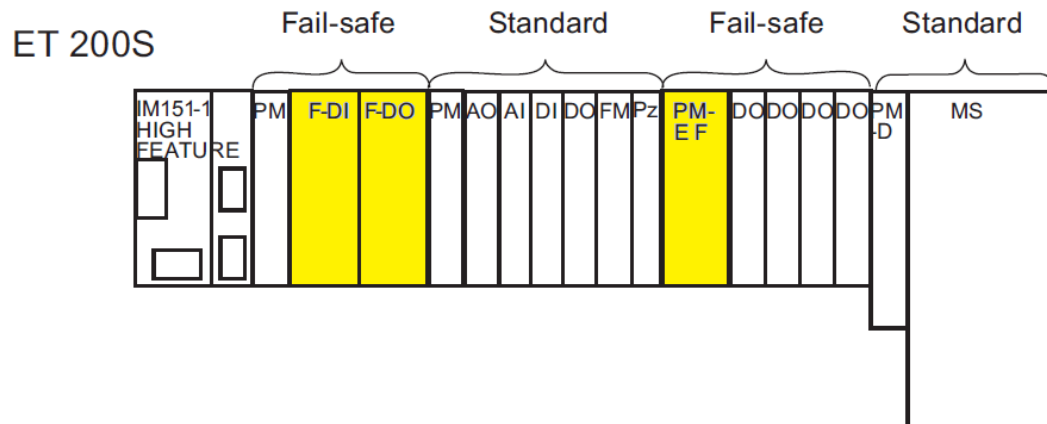 Fail-safe Standard Fail-safe Standard
ET 200S
IM151-1
HIGH
FEATURE
PM
F-DI
F-DO
PM
AO
AI
DI
DO
FM
Pz
PM-
E F
DO
DO
DO
DO
PM
-D
MS